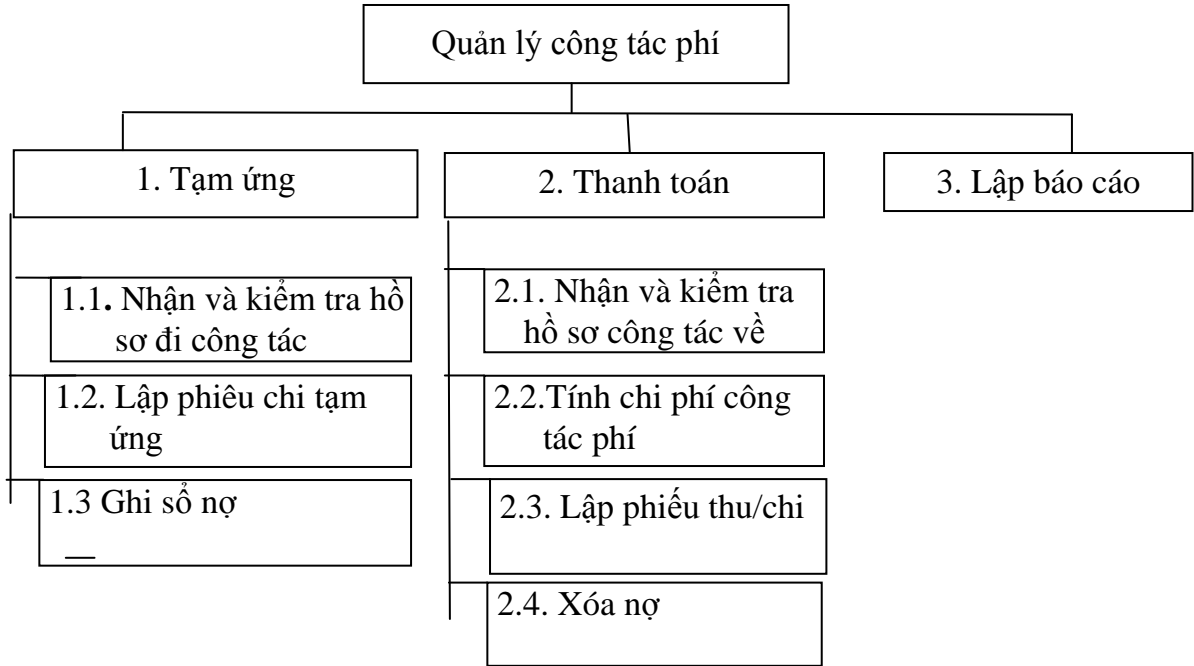 Quản lý công tác phí
1. Tạm ứng
2. Thanh toán
3. Lập báo cáo
1.1. Nhận và kiểm tra hồ
sơ đi công tác
1.2. Lập phiêu chi tạm
ứng
1.3 Ghi sổ nợ
2.1. Nhận và kiểm tra
hồ sơ công tác về
2.2.Tính chi phí công
tác phí
2.3. Lập phiếu thu/chi
2.4. Xóa nợ